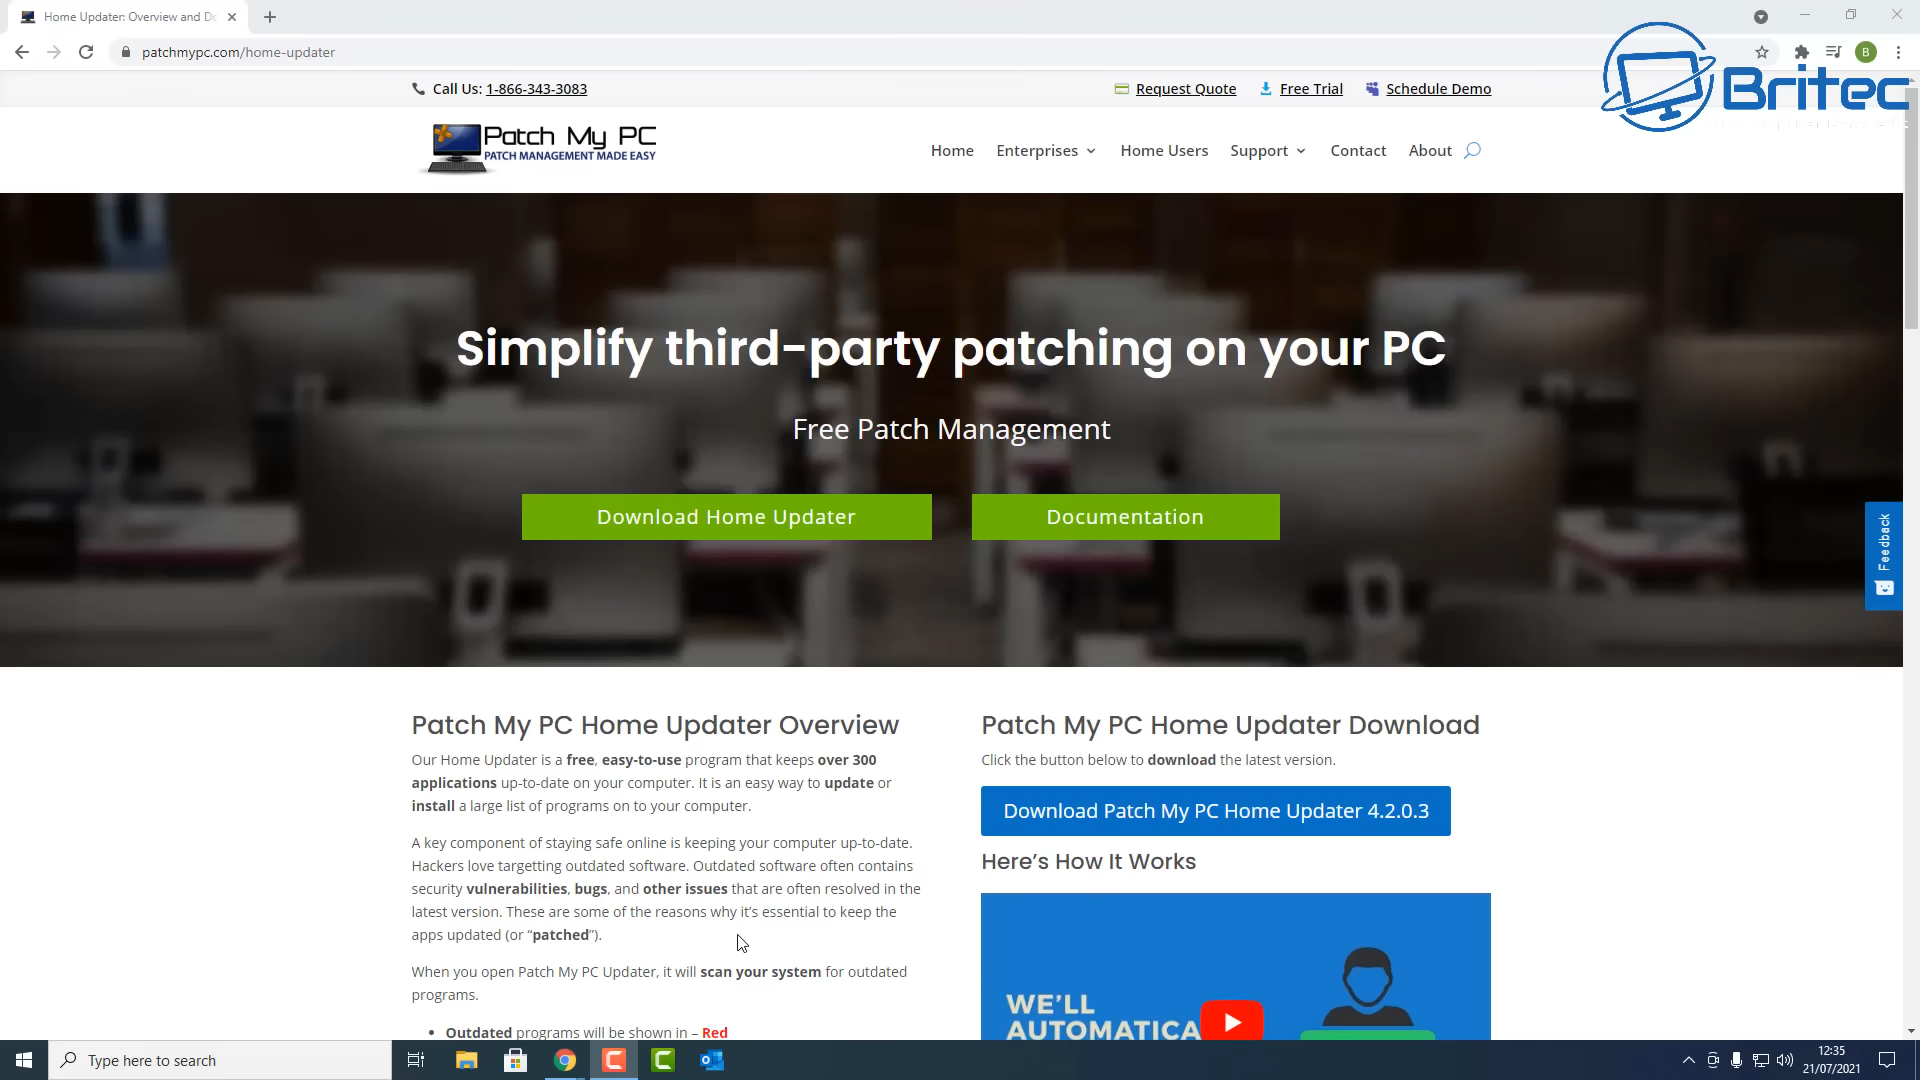 Home Updater: Overview and Do
patchmypc.com/home-updater
B
Britec
Call Us: 1-866-343-3083
Request Quote
Free Trial
Schedule Demo
Patch My PC
PATCH MANAGEMENT MADE EASY
Home
Enterprises
Home Users
Support
Contact
About
Simplify third-party patching on your PC
Free Patch Management
Download Home Updater
Documentation
Feedback
Patch My PC Home Updater Overview
Our Home Updater is a free, easy-to-use program that keeps over 300
applications up-to-date on your computer. It is an easy way to update or
install a large list of programs on to your computer.
A key component of staying safe online is keeping your computer up-to-date.
Hackers love targetting outdated software. Outdated software often contains
security vulnerabilities, bugs, and other issues that are often resolved in the
latest version. These are some of the reasons why it's essential to keep the
apps updated (or “patched”).
When you open Patch My PC Updater, it will scan your system for outdated
programs.
• Outdated programs will be shown in – Red
Patch My PC Home Updater Download
Click the button below to download the latest version.
Download Patch My PC Home Updater 4.2.0.3
Here's How It Works
WE'LL
AUTOMATICA
Type here to search
12:35
21/07/2021